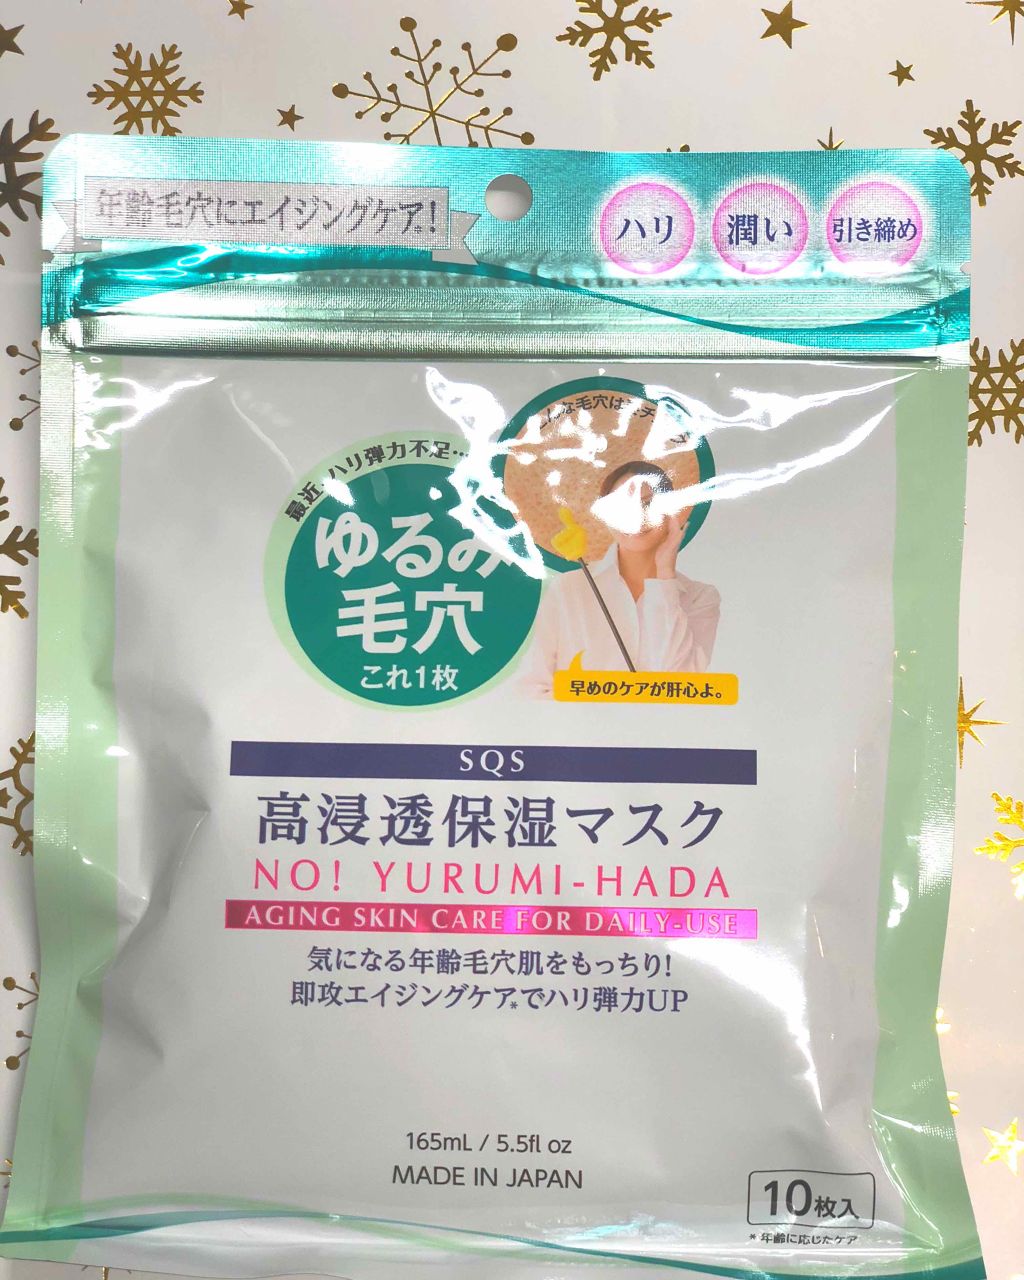 年齢毛穴にエイジングケア*!
ハリ
潤い
引き締め
最近ハリ弾力不足…
ゆるみ
毛穴
これ1枚
な毛穴は
早めのケアが肝心よ。
SQS
高浸透保湿マスク
NO! YURUMI-HADA
AGING SKIN CARE FOR DAILY-USE
気になる年齢毛穴肌をもっちり!
即攻エイジングケア*でハリ弾力UP
165mL / 5.5fl oz
MADE IN JAPAN
10枚入
*年齢に応じたケア